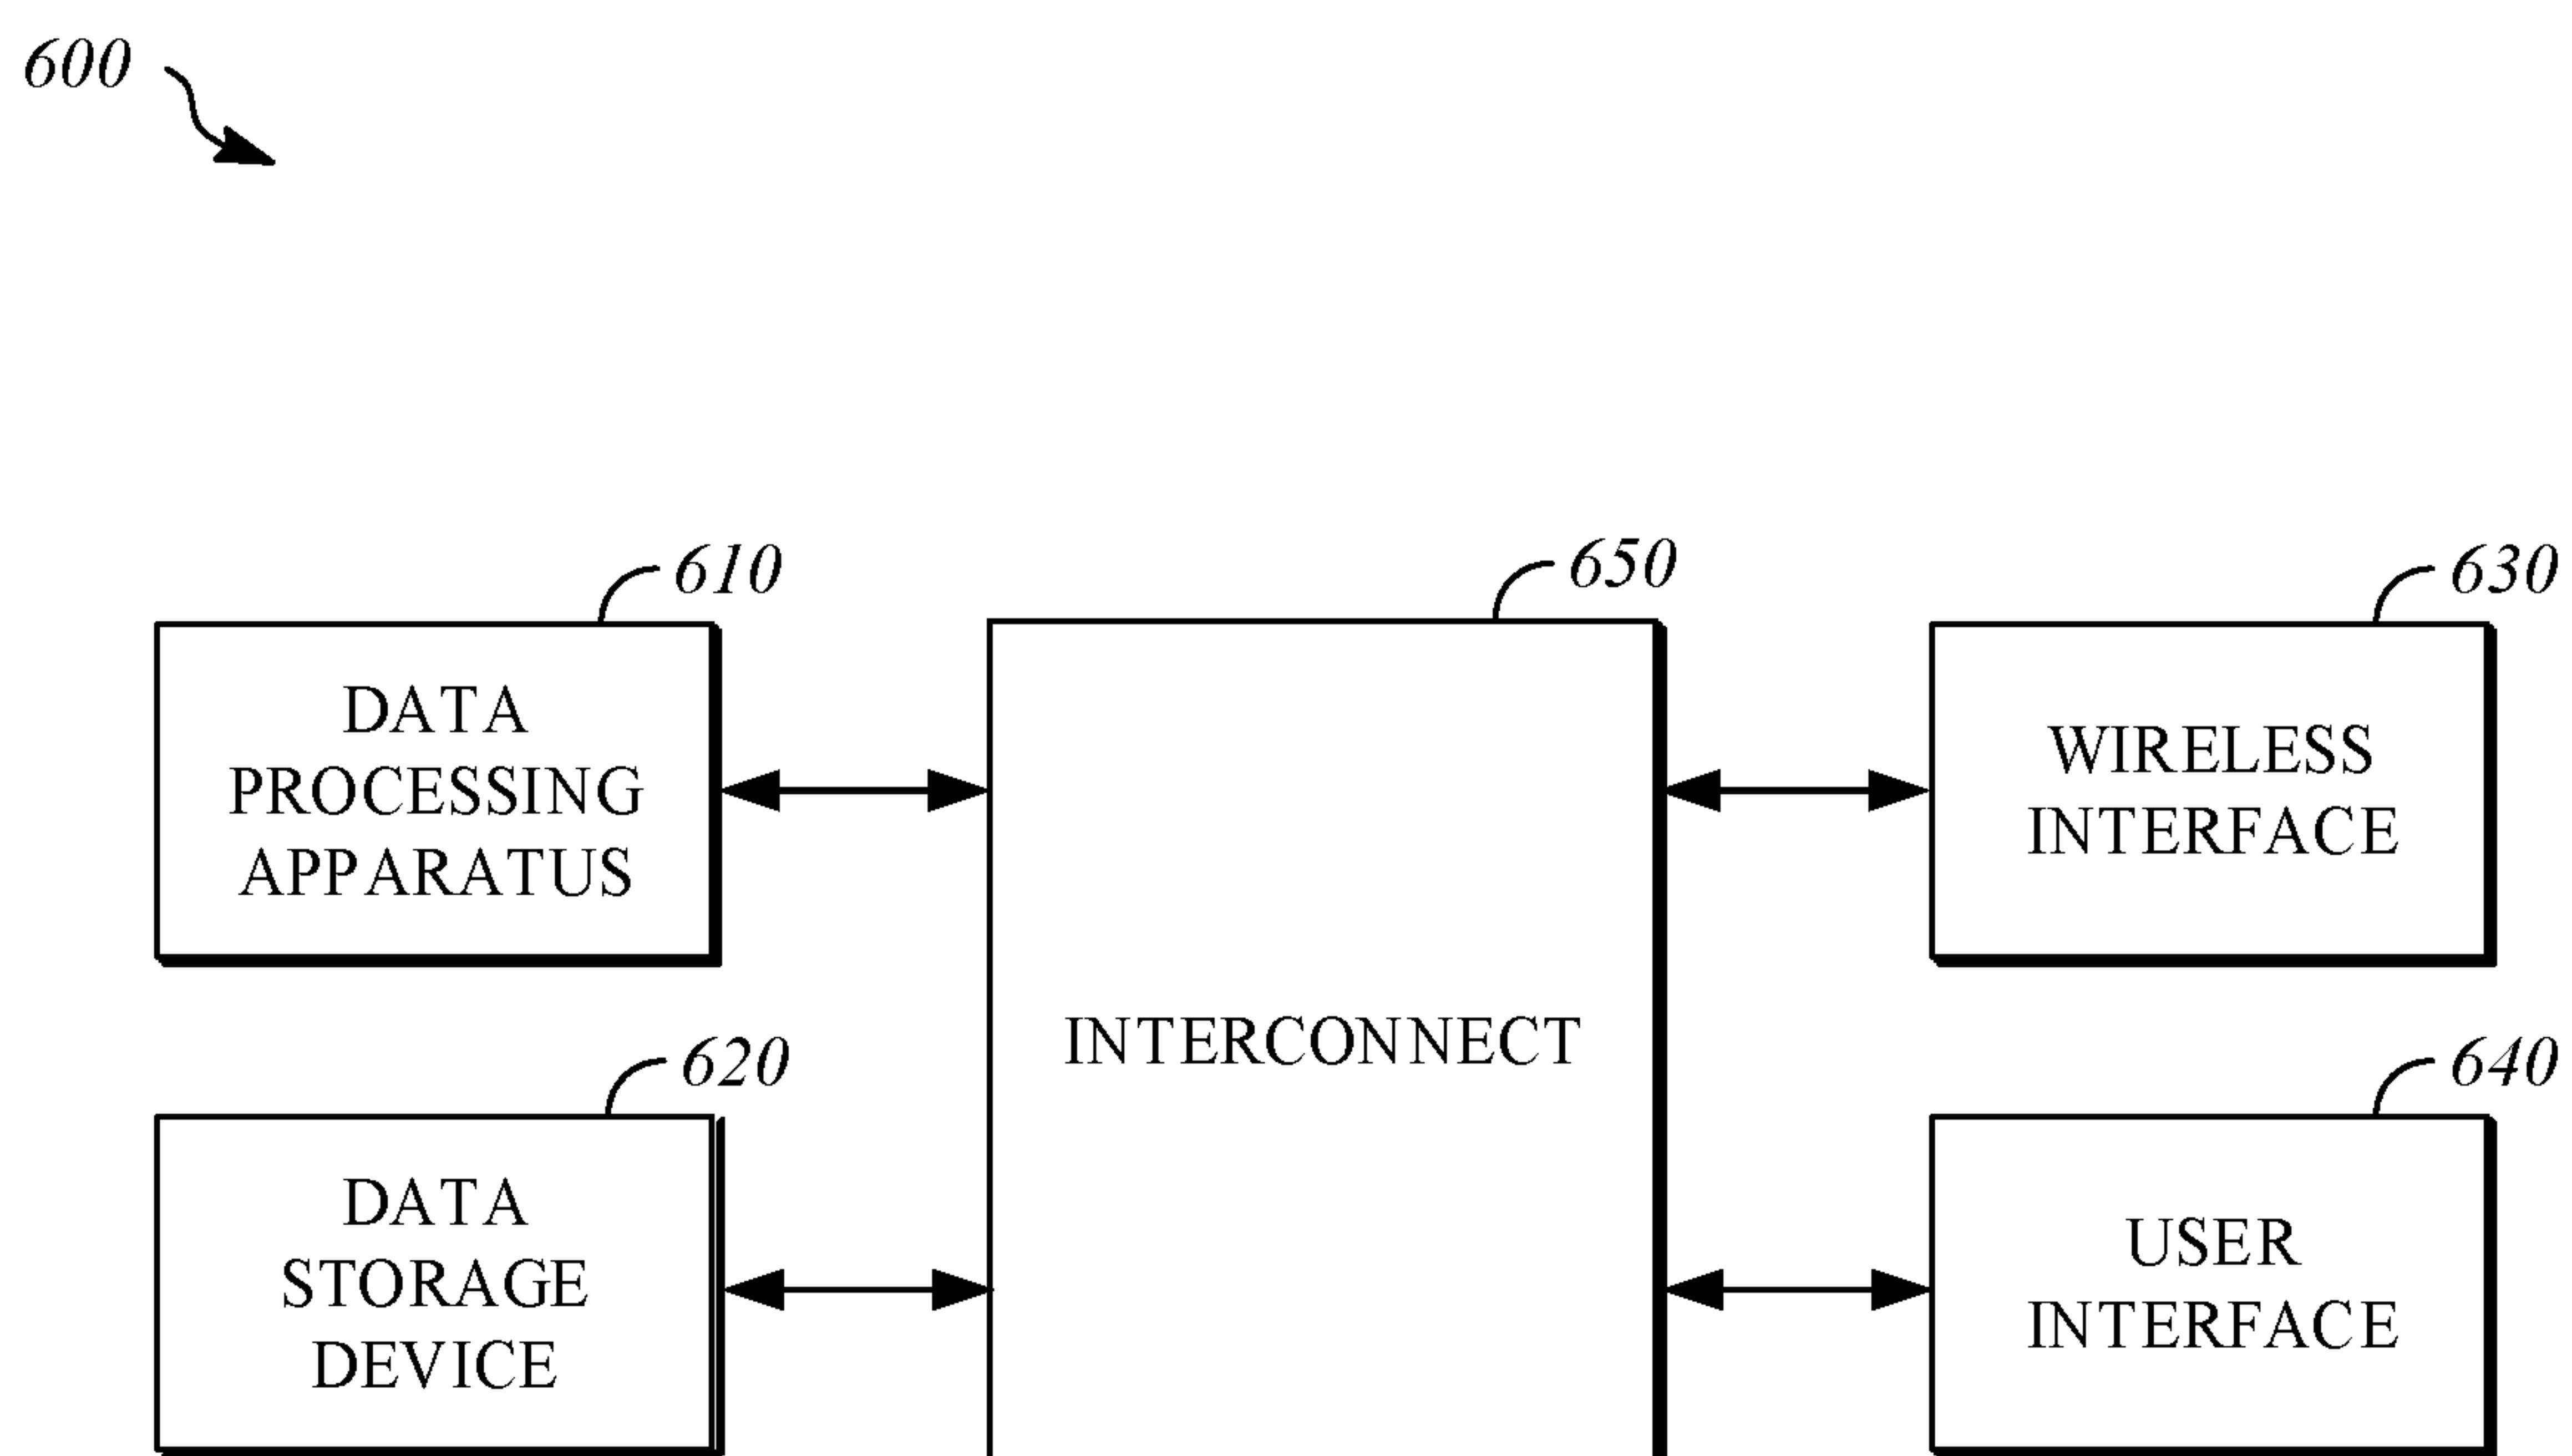 600
610
650
630
DATA
PROCESSING
APPARATUS
WIRELESS
INTERFACE
INTERCONNECT
620
640
DATA
STORAGE
DEVICE
USER
INTERFACE